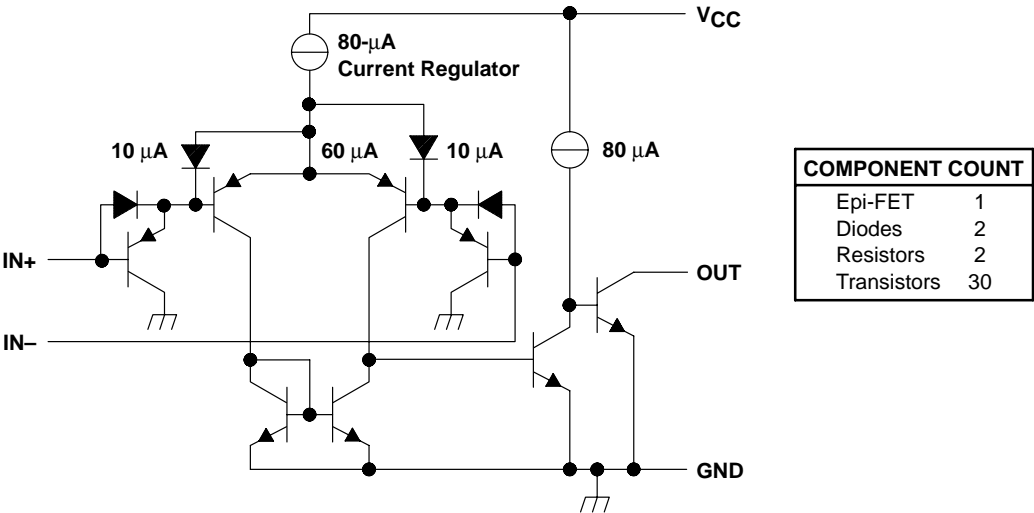 VCC
80-μA
Current Regulator
10 μA
60 μA
10 μA
80 μA
COMPONENT COUNT
Epi-FET 1
Diodes 2
Resistors 2
Transistors 30
IN+
OUT
IN–
GND